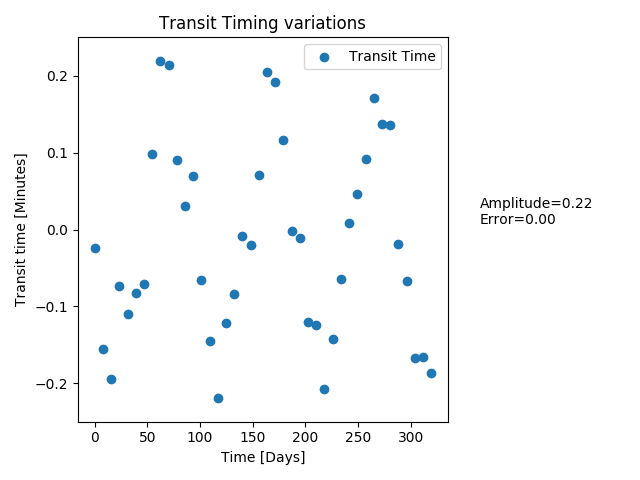 Transit Timing variations
Transit Time
Transit time [Minutes]
0.2
0.1
0.0
−0.1
−0.2
0
50
100
150
200
250
300
Time [Days]
Amplitude=0.22
Error=0.00